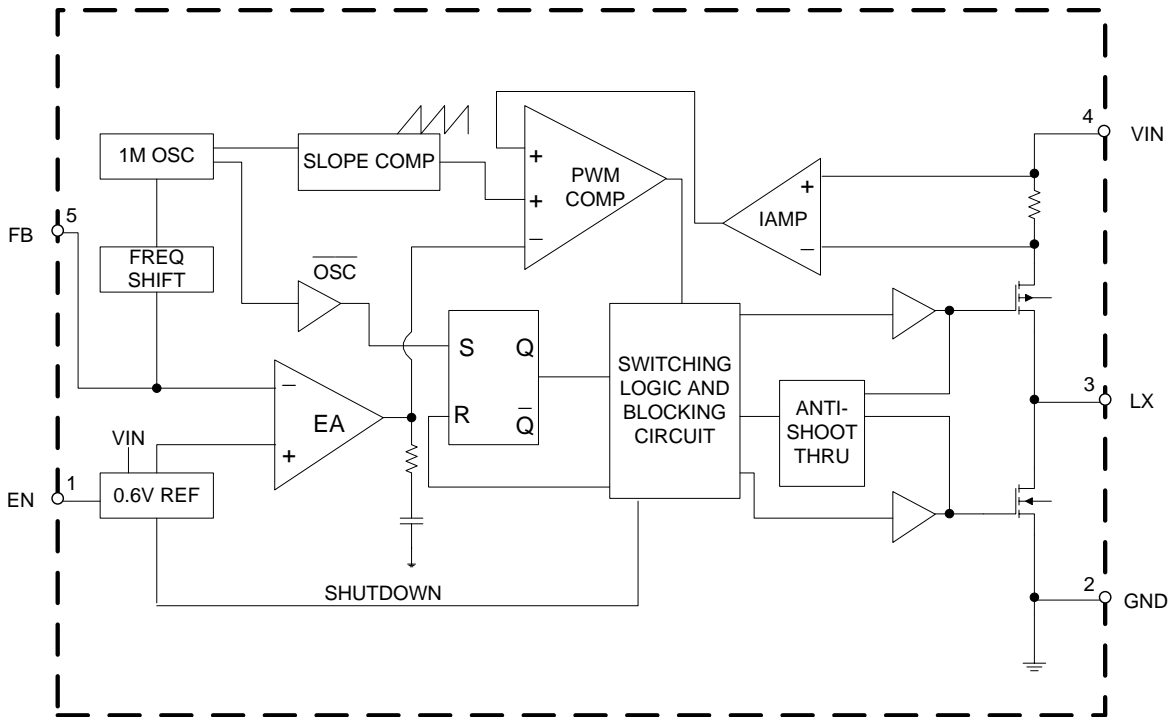 4
VIN
1M OSC
SLOPE COMP
+
+
−
PWM
COMP
+
−
IAMP
5
FB
FREQ
SHIFT
OSC
S
Q
R
Q
SWITCHING
LOGIC AND
BLOCKING
CIRCUIT
ANTI-
SHOOT
THRU
3
LX
−
+
EA
VIN
1
EN
0.6V REF
SHUTDOWN
2
GND